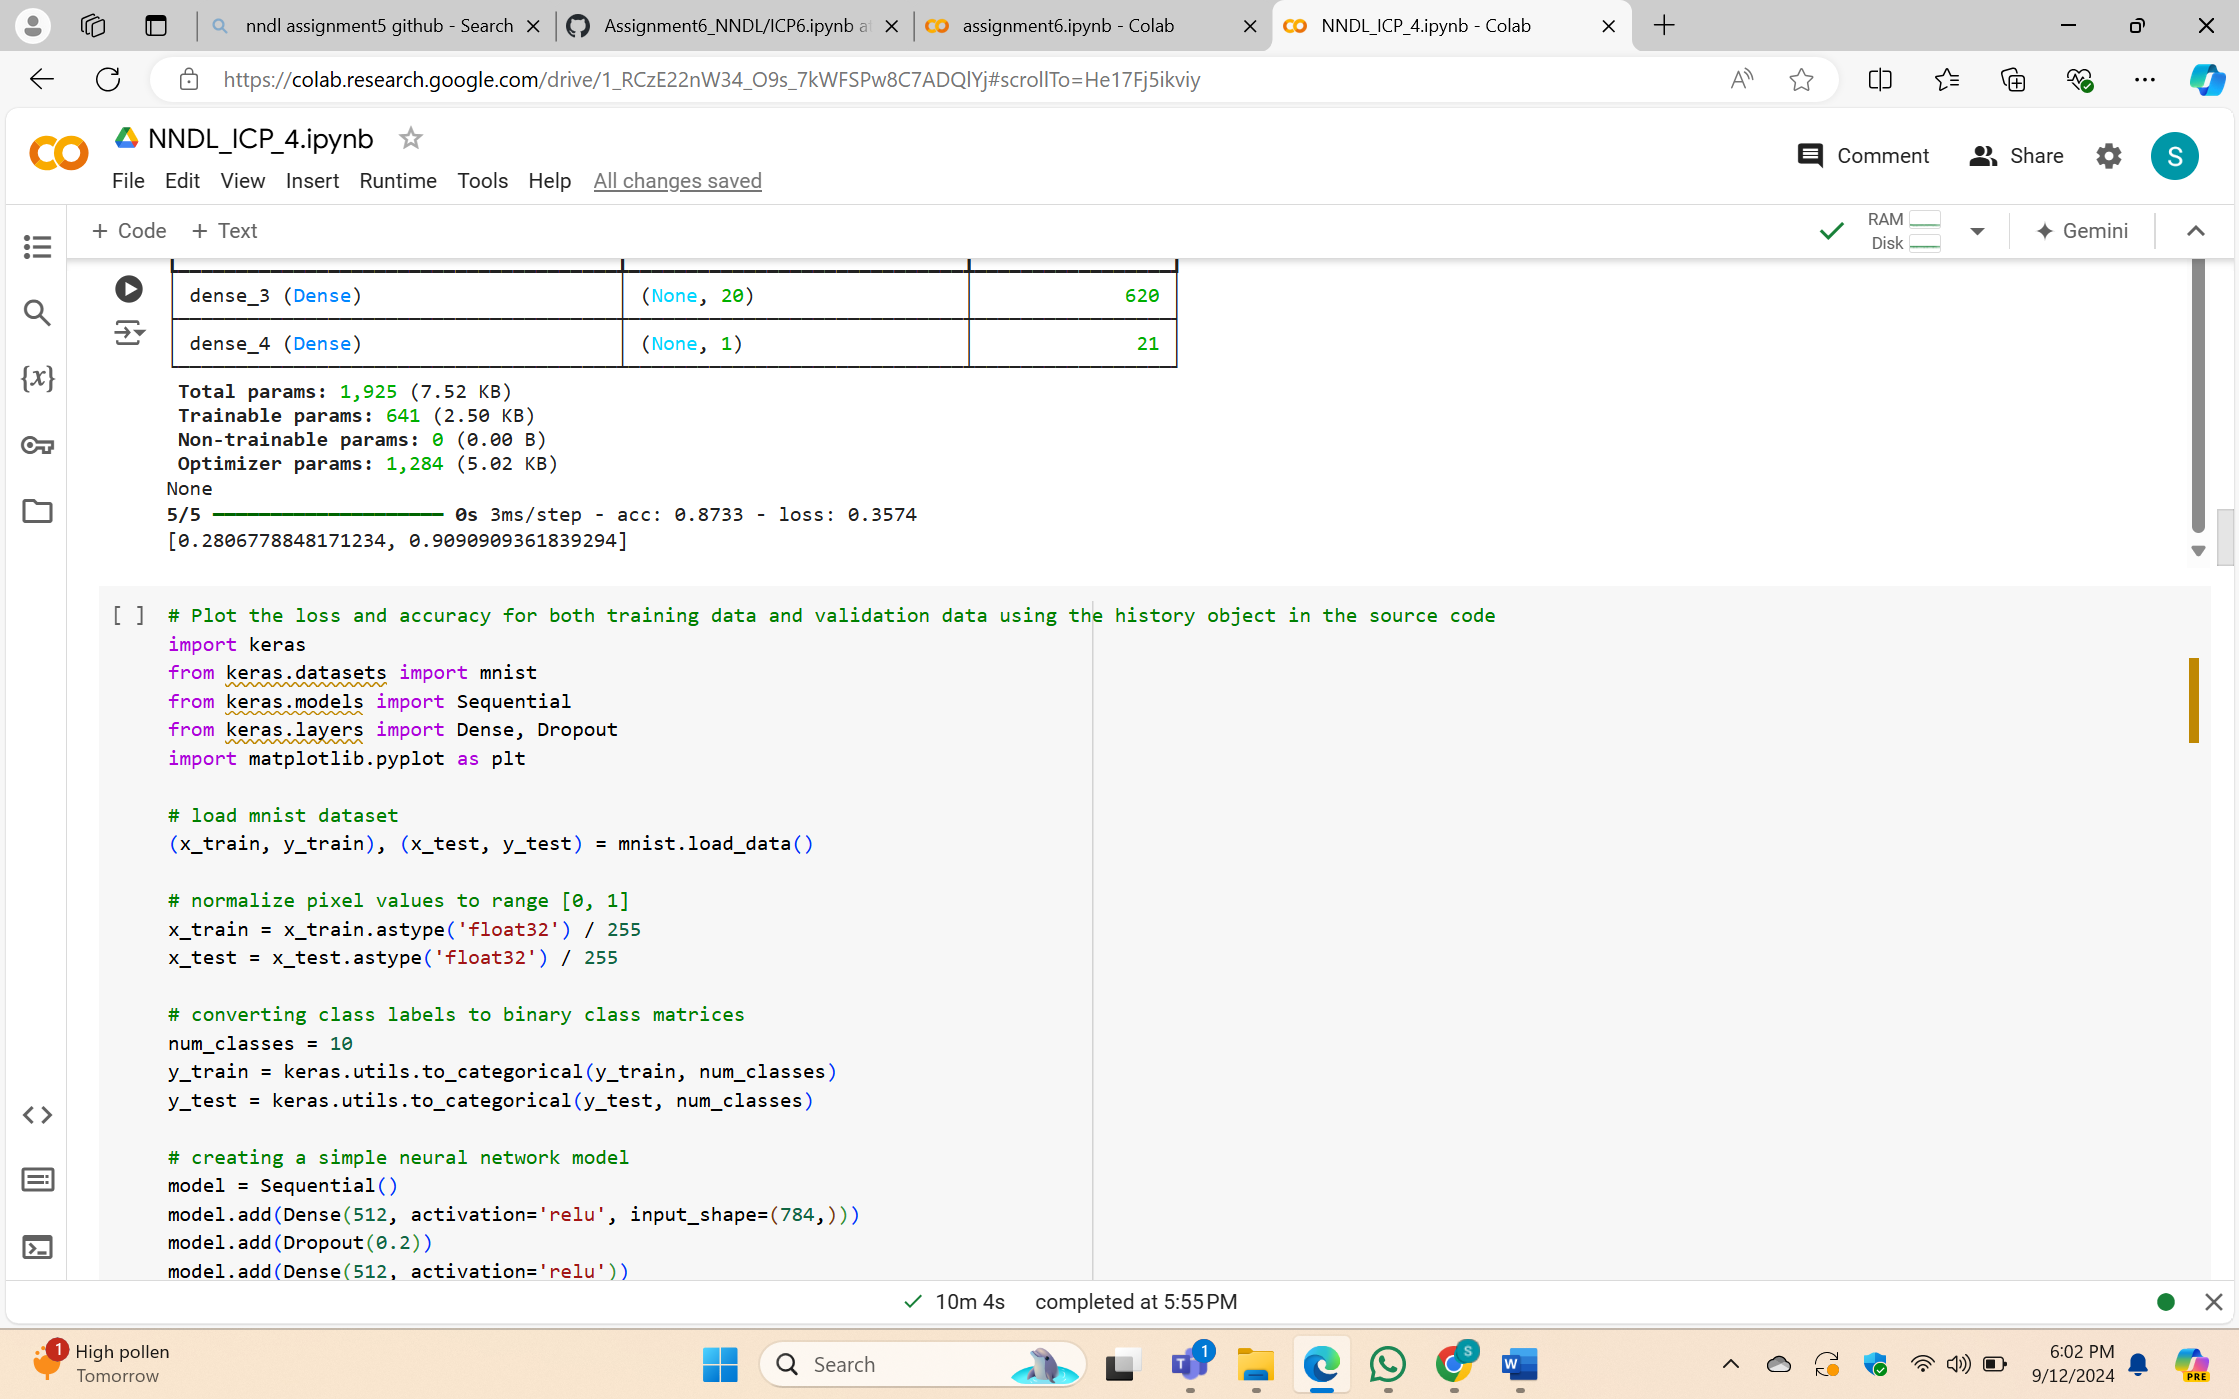 nndl assignment5 github - Search
Assignment6_NNDL/ICP6.ipynb at
assignment6.ipynb - Colab
NNDL_ICP_4.ipynb - Colab
https://colab.research.google.com/drive/1_RCzE22nW34_O9s_7kWFSPw8C7ADQlYj#scrollTo=He17Fj5ikviy
NNDL_ICP_4.ipynb
Comment
Share
S
File Edit View Insert Runtime Tools Help All changes saved
+ Code + Text
RAM
Disk
Gemini
dense_3 (Dense) (None, 20) 620
dense_4 (Dense) (None, 1) 21
Total params: 1,925 (7.52 KB)
Trainable params: 641 (2.50 KB)
Non-trainable params: 0 (0.00 B)
Optimizer params: 1,284 (5.02 KB)
None
5/5 0s 3ms/step - acc: 0.8733 - loss: 0.3574
[0.2806778848171234, 0.9090909361839294]
[ ] # Plot the loss and accuracy for both training data and validation data using the history object in the source code
import keras
from keras.datasets import mnist
from keras.models import Sequential
from keras.layers import Dense, Dropout
import matplotlib.pyplot as plt
# load mnist dataset
(x_train, y_train), (x_test, y_test) = mnist.load_data()
# normalize pixel values to range [0, 1]
x_train = x_train.astype('float32') / 255
x_test = x_test.astype('float32') / 255
# converting class labels to binary class matrices
num_classes = 10
y_train = keras.utils.to_categorical(y_train, num_classes)
y_test = keras.utils.to_categorical(y_test, num_classes)
# creating a simple neural network model
model = Sequential()
model.add(Dense(512, activation='relu', input_shape=(784,)))
model.add(Dropout(0.2))
model.add(Dense(512, activation='relu'))
10m 4s completed at 5:55 PM
1
High pollen
Tomorrow
Search
1
S
6:02 PM
9/12/2024
PRE